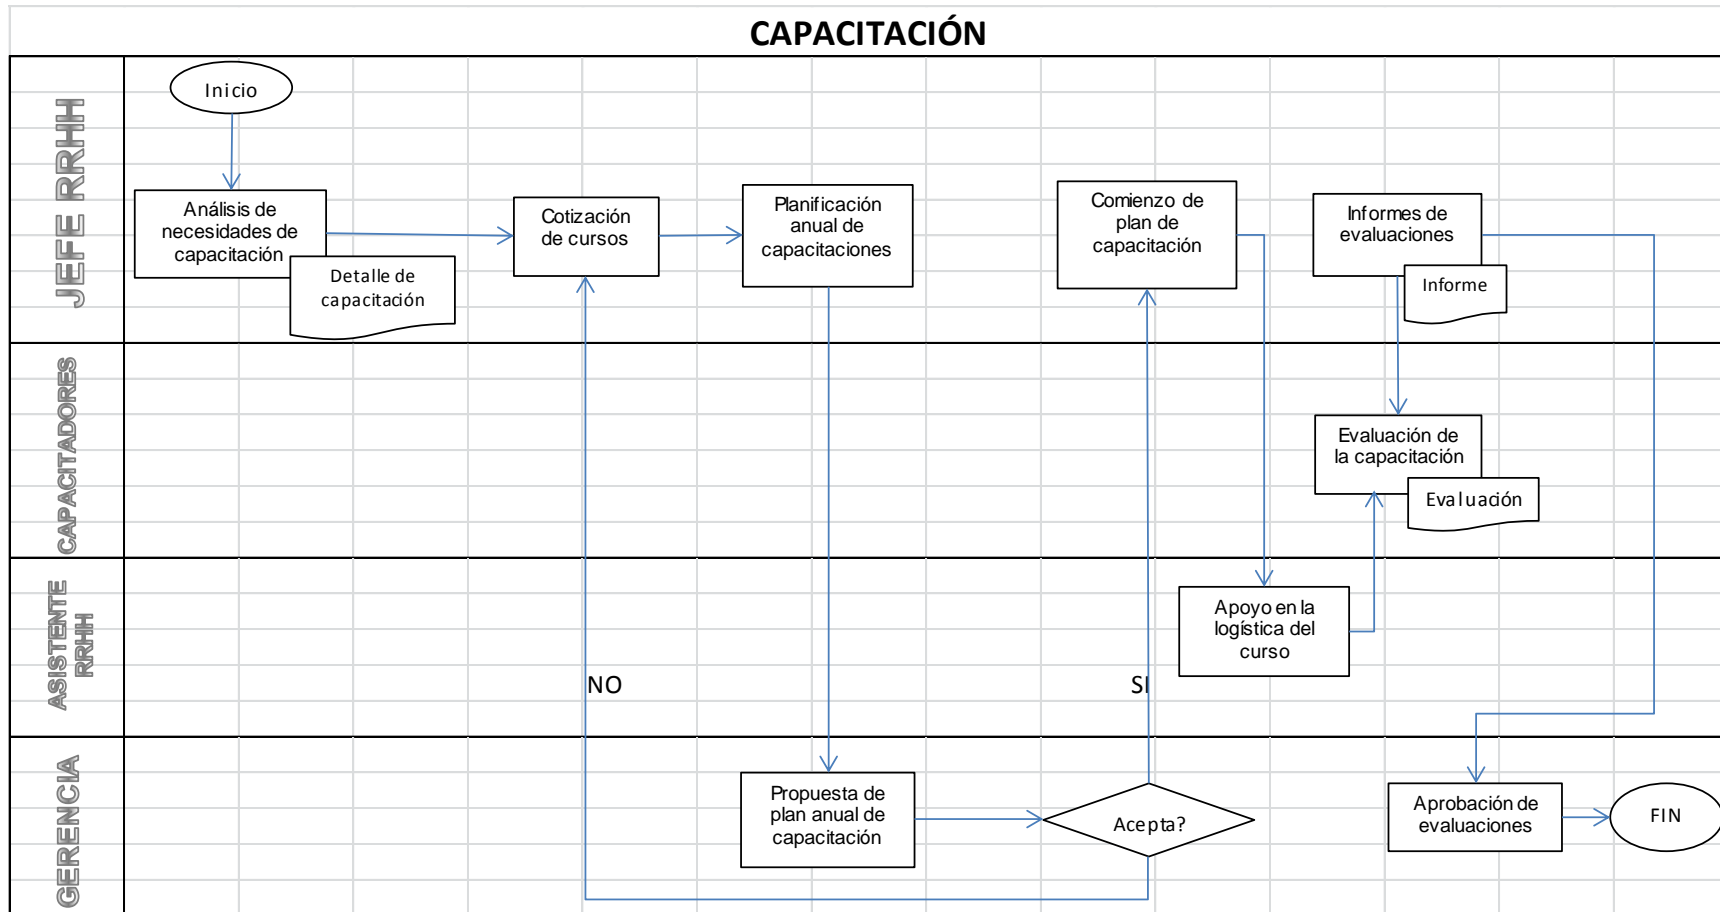 CAPACITACIÓN
JEFE RRHH
Inicio
Análisis de
necesidades de
capacitación
Detalle de
capacitación
Cotización
de cursos
Planificación
anual de
capacitaciones
Comienzo de
plan de
capacitación
Informes de
evaluaciones
Informe
CAPACITADORES
Evaluación de
la capacitación
Evaluación
ASISTENTE
RRHH
Apoyo en la
logística del
curso
NO
SI
GERENCIA
Propuesta de
plan anual de
capacitación
Acepta?
Aprobación de
evaluaciones
FIN